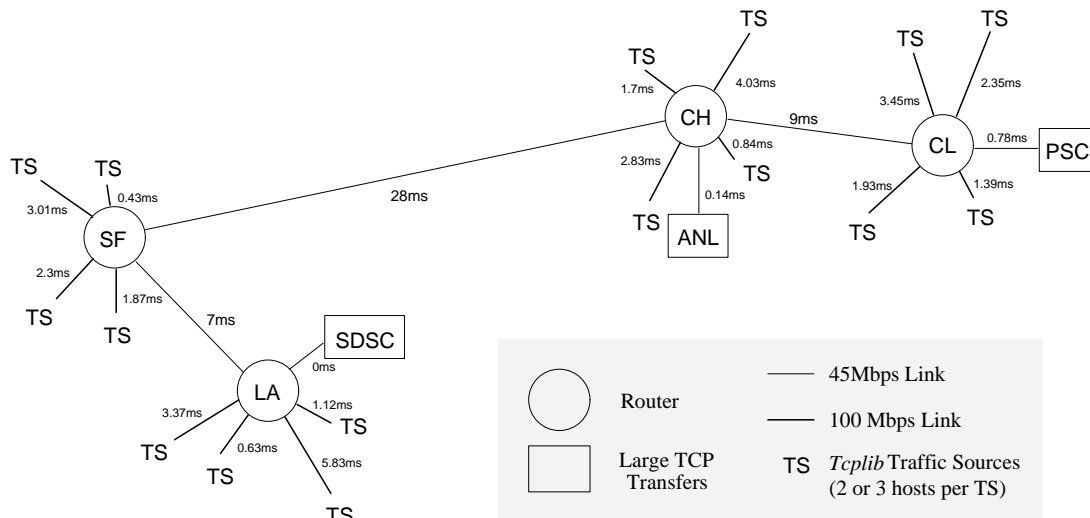 TS
TS
1.7ms
4.03ms
CH
0.84ms
2.83ms
TS
TS
0.14ms
ANL
9ms
TS
TS
3.45ms
2.35ms
CL
0.78ms
PSC
1.93ms
1.39ms
TS
TS
28ms
TS
TS
3.01ms
0.43ms
SF
2.3ms
1.87ms
TS
TS
7ms
SDSC
0ms
LA
3.37ms
1.12ms
TS
TS
0.63ms
TS
5.83ms
TS
Router
Large TCP
Transfers
45Mbps Link
100 Mbps Link
TS Tcplib Traffic Sources
(2 or 3 hosts per TS)